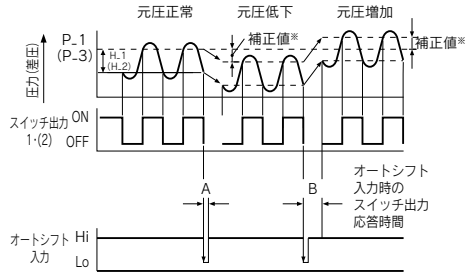 元圧正常
元圧低下
元圧増加
P_1
(P_3)
H_1
(H_2)
補正値※
補正値※
圧力(差圧)
スイッチ出力
1・(2)
ON
OFF
A
B
オートシフト
入力時の
スイッチ出力
応答時間
オートシフト
入力
Hi
Lo